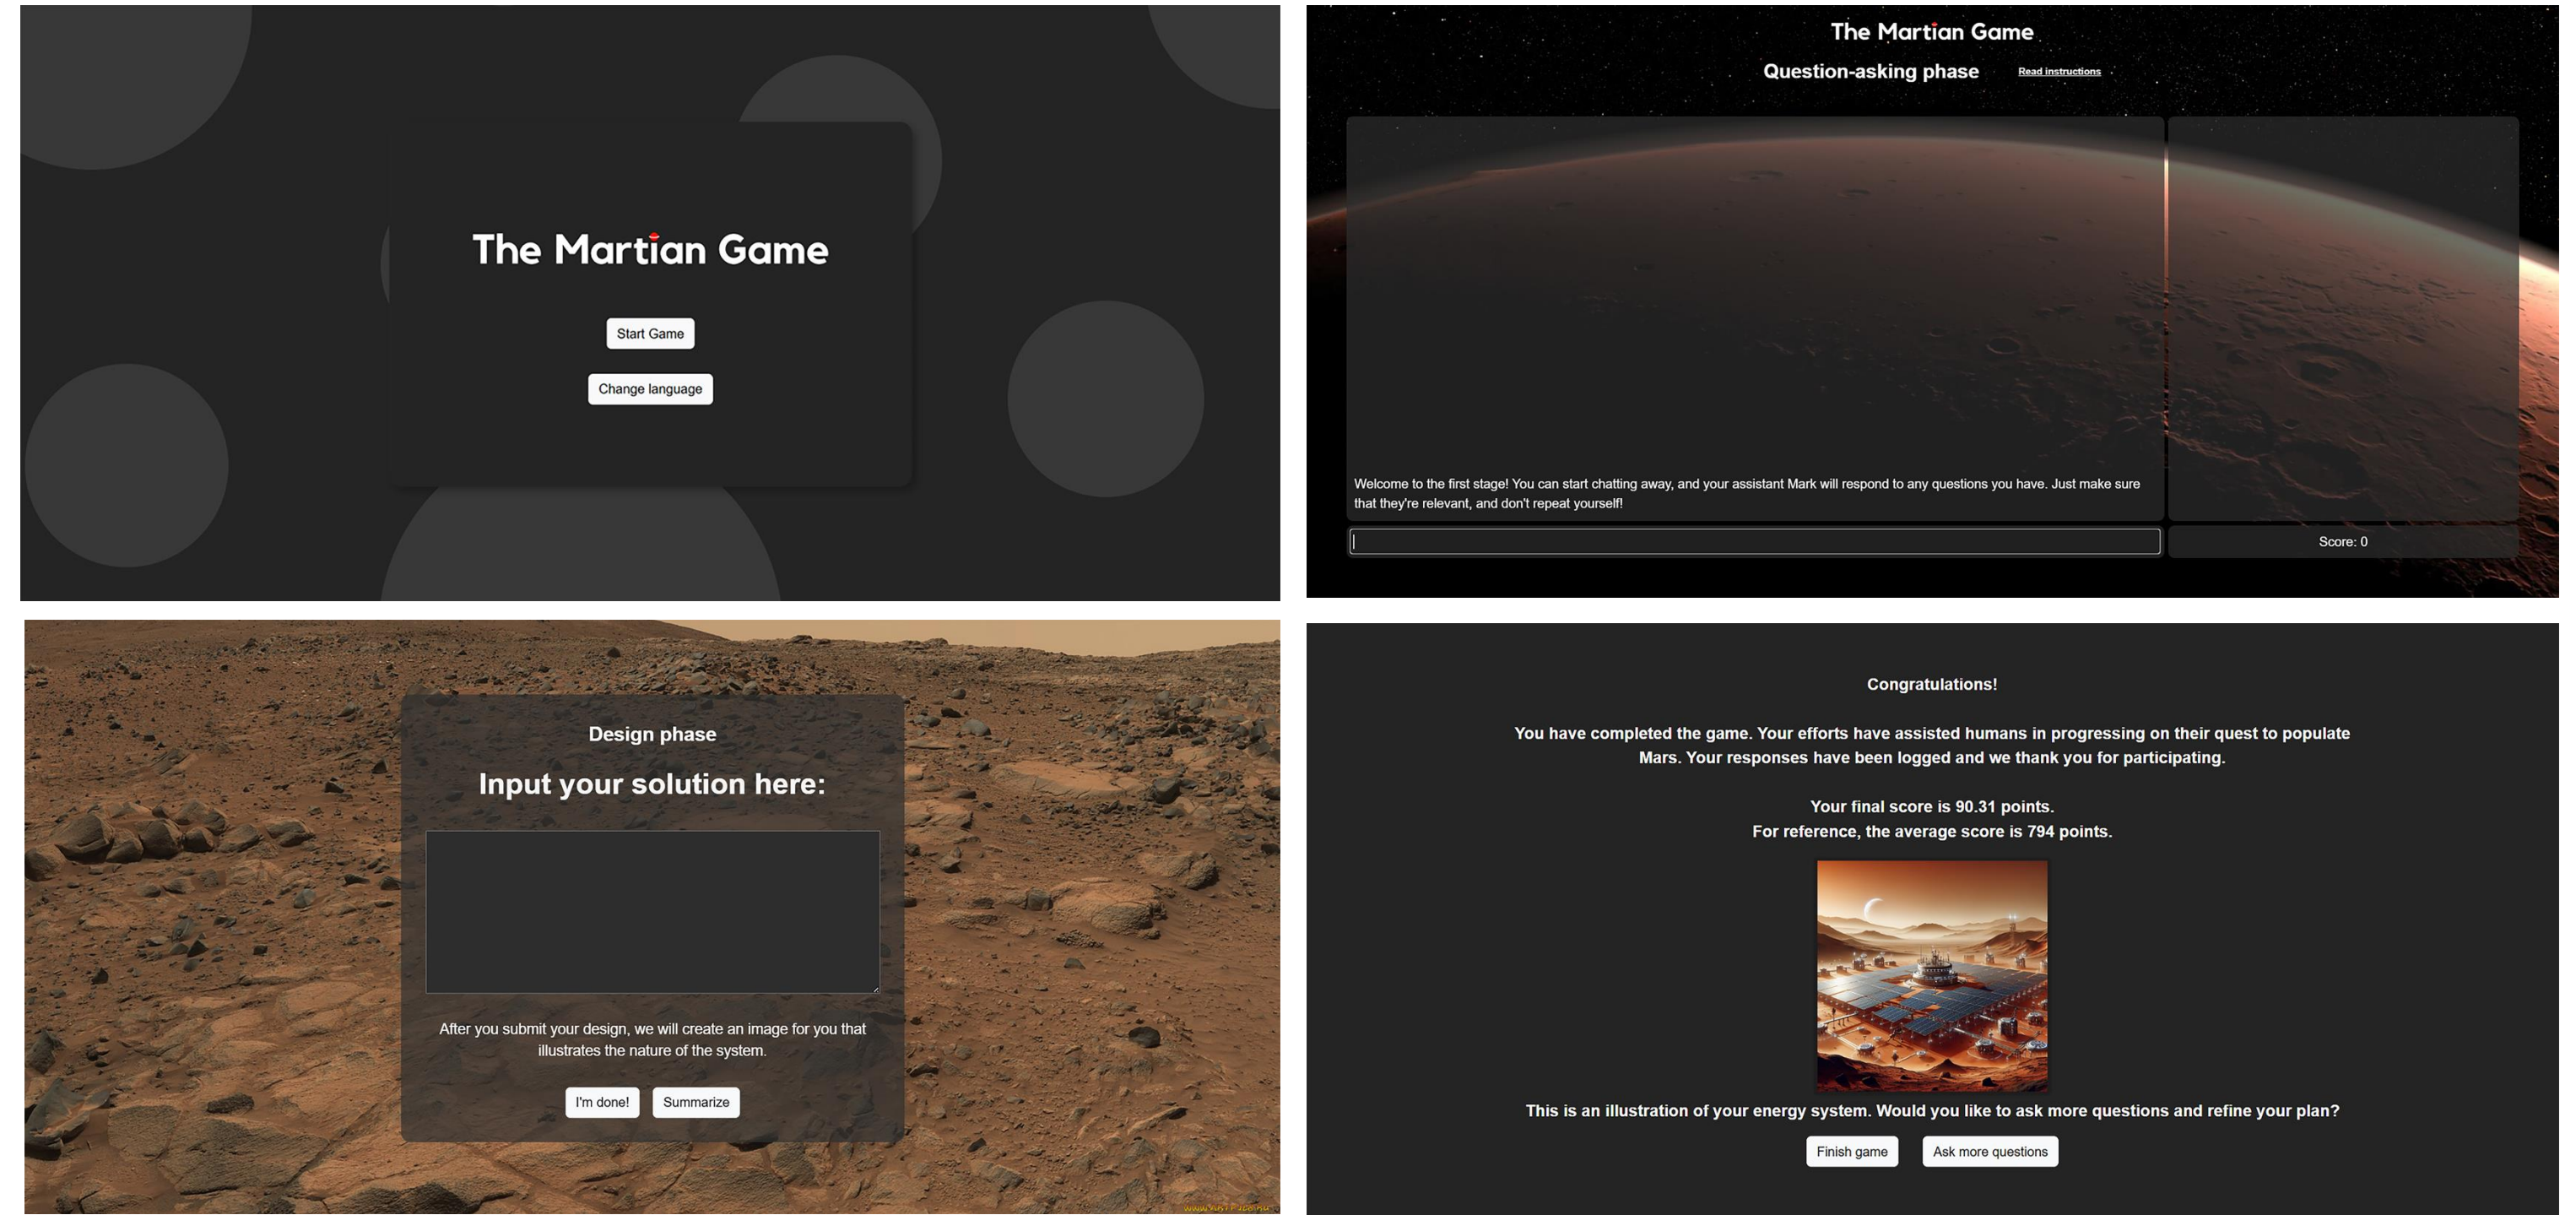 The Martian Game
Start Game
Change language
The Martian Game
Question-asking phase
Read instructions
Welcome to the first stage! You can start chatting away, and your assistant Mark will respond to any questions you have. Just make sure
that they're relevant, and don't repeat yourself!
Score: 0
Design phase
Input your solution here:
After you submit your design, we will create an image for you that
illustrates the nature of the system.
I'm done!
Summarize
Congratulations!
You have completed the game. Your efforts have assisted humans in progressing on their quest to populate
Mars. Your responses have been logged and we thank you for participating.
Your final score is 90.31 points.
For reference, the average score is 794 points.
This is an illustration of your energy system. Would you like to ask more questions and refine your plan?
Finish game
Ask more questions